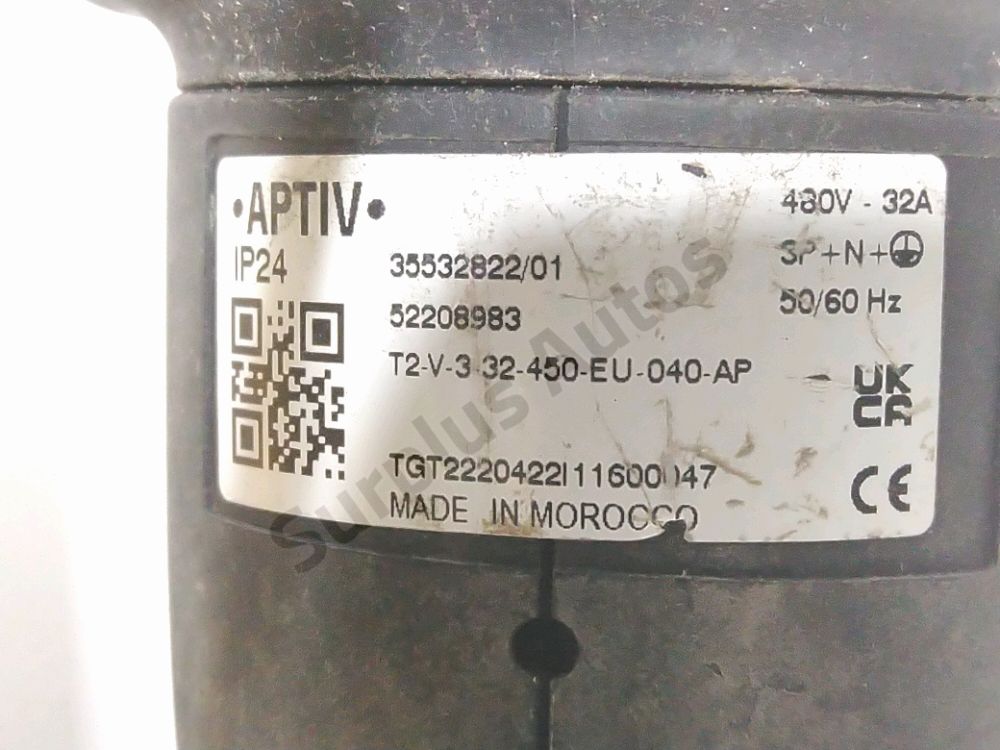 •APTIV•
IP24
35532822/01
52208983
T2-V-3-32-450-EU-040-AP
TGT2220422I11600047
MADE IN MOROCCO
480V - 32A
3P+N+
50/60 Hz
UK
CA
CE
Surplus Autos